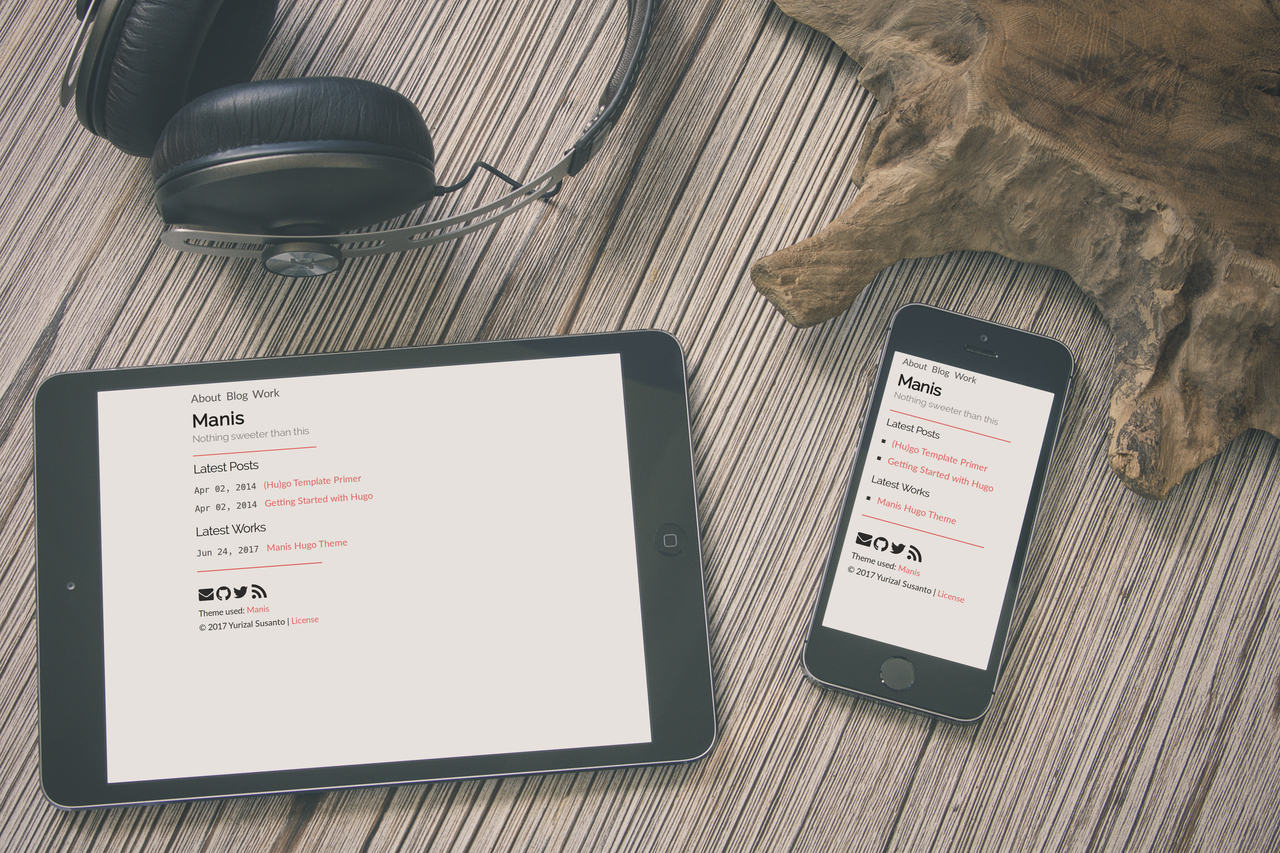 About Blog Work
Manis
Nothing sweeter than this
Latest Posts
Apr 02, 2014 (Hu)go Template Primer
Apr 02, 2014 Getting Started with Hugo
Latest Works
Jun 24, 2017 Manis Hugo Theme
Theme used: Manis
© 2017 Yurizal Susanto | License
About Blog Work
Manis
Nothing sweeter than this
Latest Posts
(Hu)go Template Primer
Getting Started with Hugo
Latest Works
Manis Hugo Theme
Theme used: Manis
© 2017 Yurizal Susanto | License